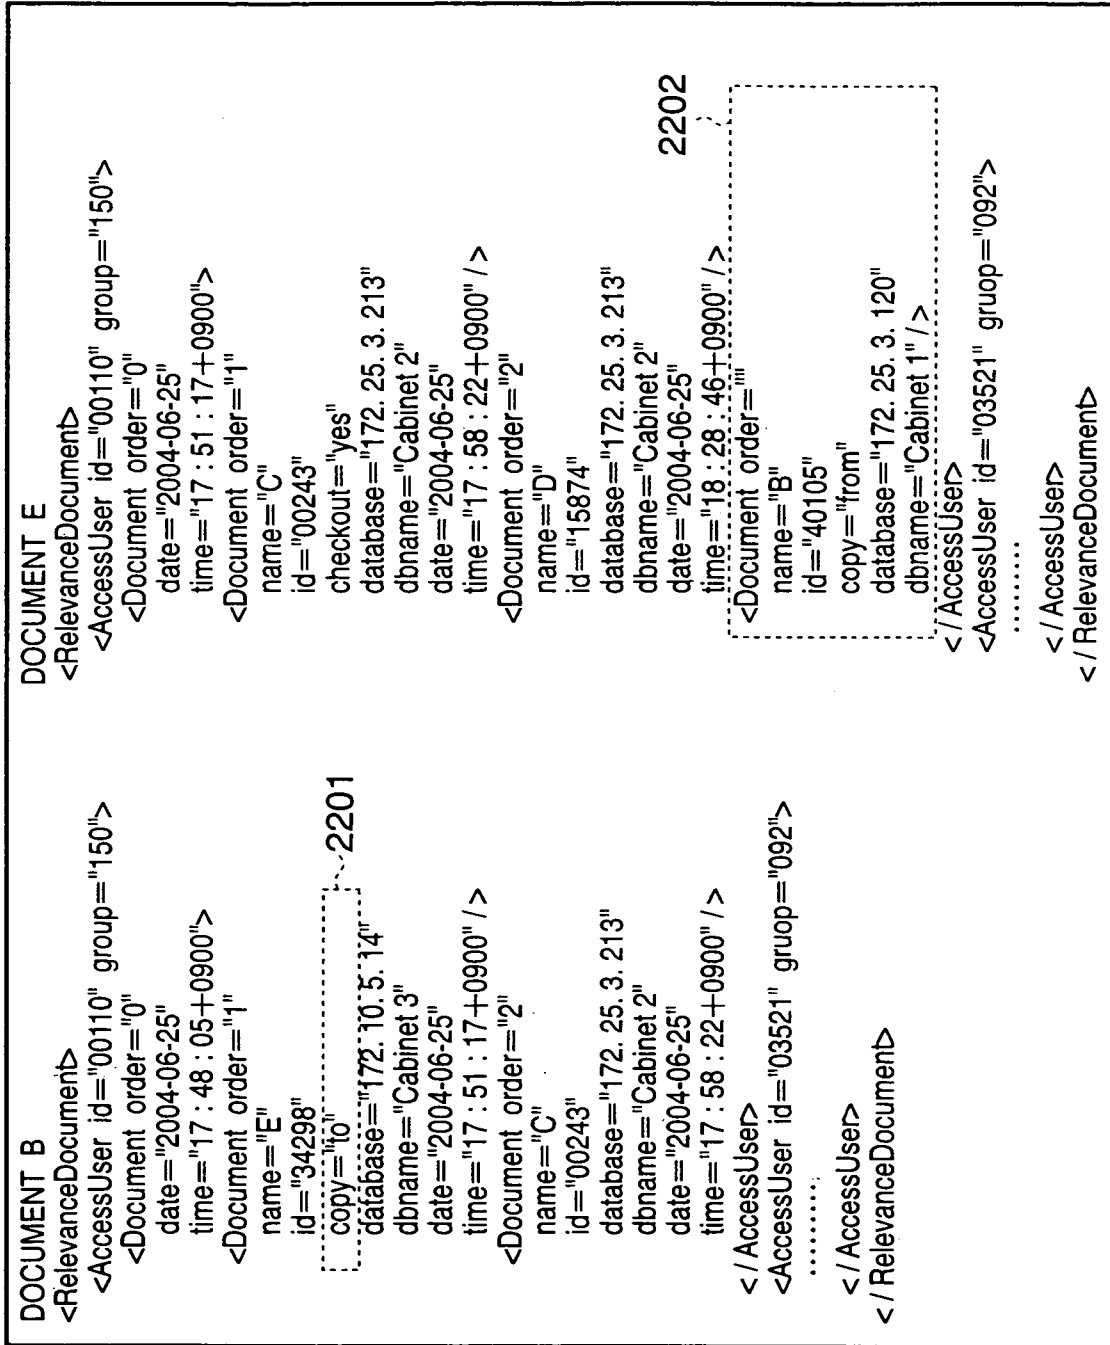 DOCUMENT B
<RelevanceDocument>
<AccessUser id="00110" group="150">
<Document order="0"
date="2004-06-25"
time="17:48:05+0900">
<Document order="1"
name="E"
id="34298"
copy="to"
2201
database="172.10.5.14"
dbname="Cabinet 3"
date="2004-06-25"
time="17:51:17+0900" />
<Document order="2"
name="C"
id="00243"
database="172.25.3.213"
dbname="Cabinet 2"
date="2004-06-25"
time="17:58:22+0900" />
</AccessUser>
<AccessUser id="03521" gruop="092">
..........
</AccessUser>
</RelevanceDocument>
DOCUMENT E
<RelevanceDocument>
<AccessUser id="00110" group="150">
<Document order="0"
date="2004-06-25"
time="17:51:17+0900">
<Document order="1"
name="C"
id="00243"
checkout="yes"
database="172.25.3.213"
dbname="Cabinet 2"
date="2004-06-25"
time="17:58:22+0900" />
<Document order="2"
name="D"
id="15874"
database="172.25.3.213"
dbname="Cabinet 2"
date="2004-06-25"
time="18:28:46+0900" />
2202
<Document order=""
name="B"
id="40105"
copy="from"
database="172.25.3.120"
dbname="Cabinet 1" />
</AccessUser>
<AccessUser id="03521" gruop="092">
.........
</AccessUser>
</RelevanceDocument>